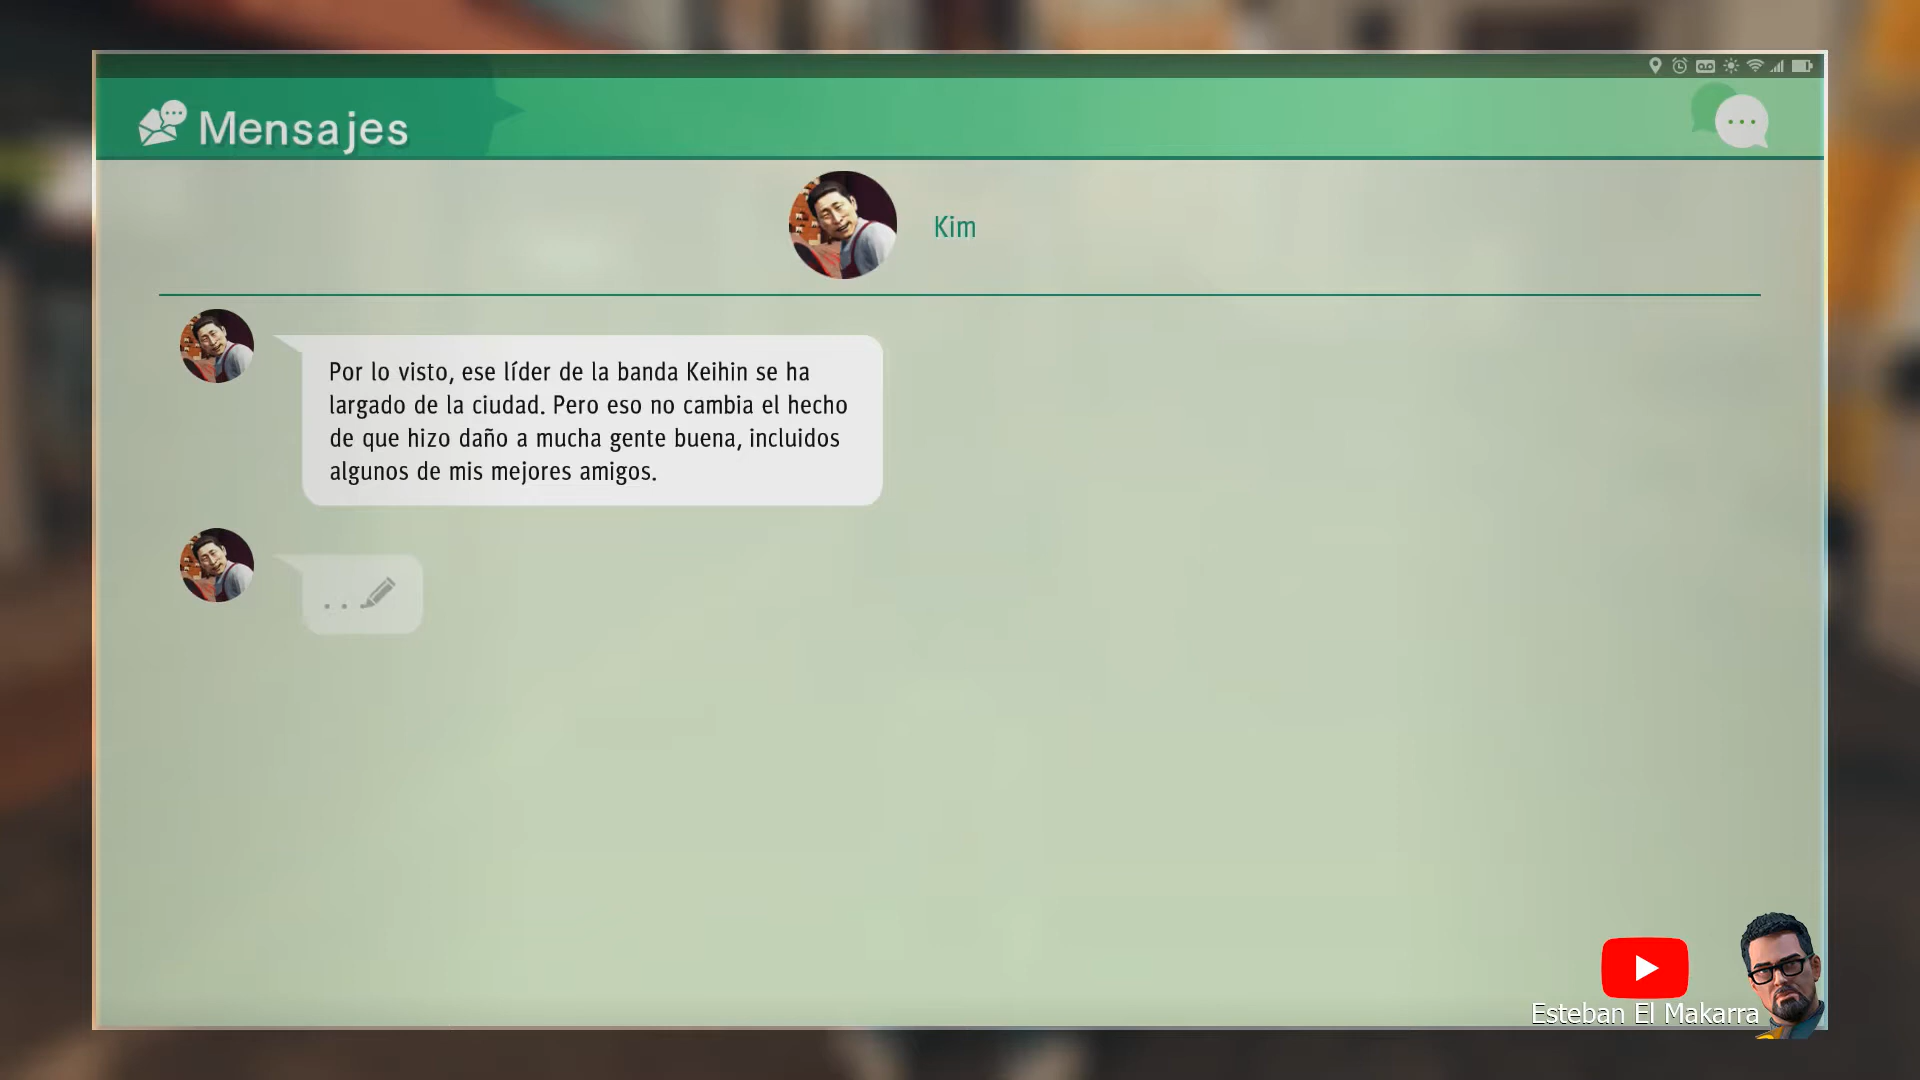 Mensajes
Kim
Por lo visto, ese líder de la banda Keihin se ha
largado de la ciudad. Pero eso no cambia el hecho
de que hizo daño a mucha gente buena, incluidos
algunos de mis mejores amigos.
Esteban El Makarra